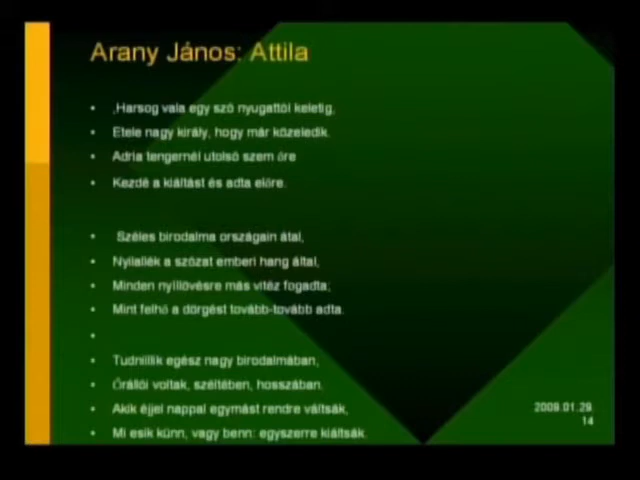 Arany János: Attila
• „Harsog vala egy szó nyugattól keletig,
• Etele nagy király, hogy már közeledik.
• Adria tengernél utolsó szem őre
• Kezdé a kiáltást és adta előre.
• Széles birodalma országain átal,
• Nyilallék a szózat emberi hang által,
• Minden nyíllövésre más vitéz fogadta;
• Mint felhő a dörgést tovább-tovább adta.
•
• Tudniillik egész nagy birodalmában,
• Őrállói voltak, széltében, hosszában.
• Akik éjjel nappal egymást rendre váltsák,
• Mi esik künn, vagy benn: egyszerre kiáltsák.
2009.01.29.
14